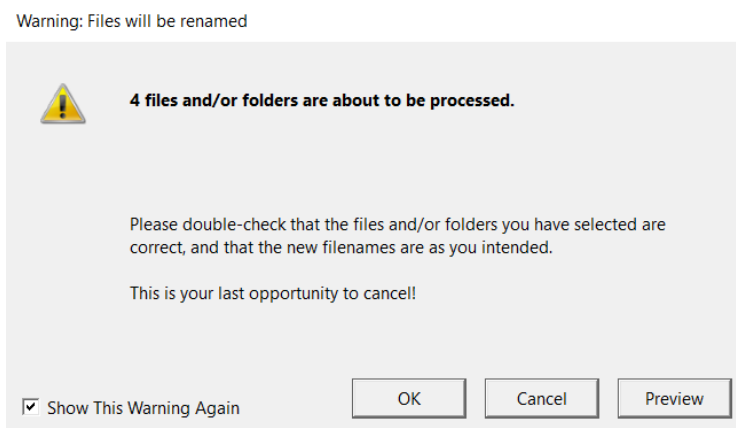 Warning: Files will be renamed
4 files and/or folders are about to be processed.
Please double-check that the files and/or folders you have selected are
correct, and that the new filenames are as you intended.
This is your last opportunity to cancel!
Show This Warning Again
OK
Cancel
Preview